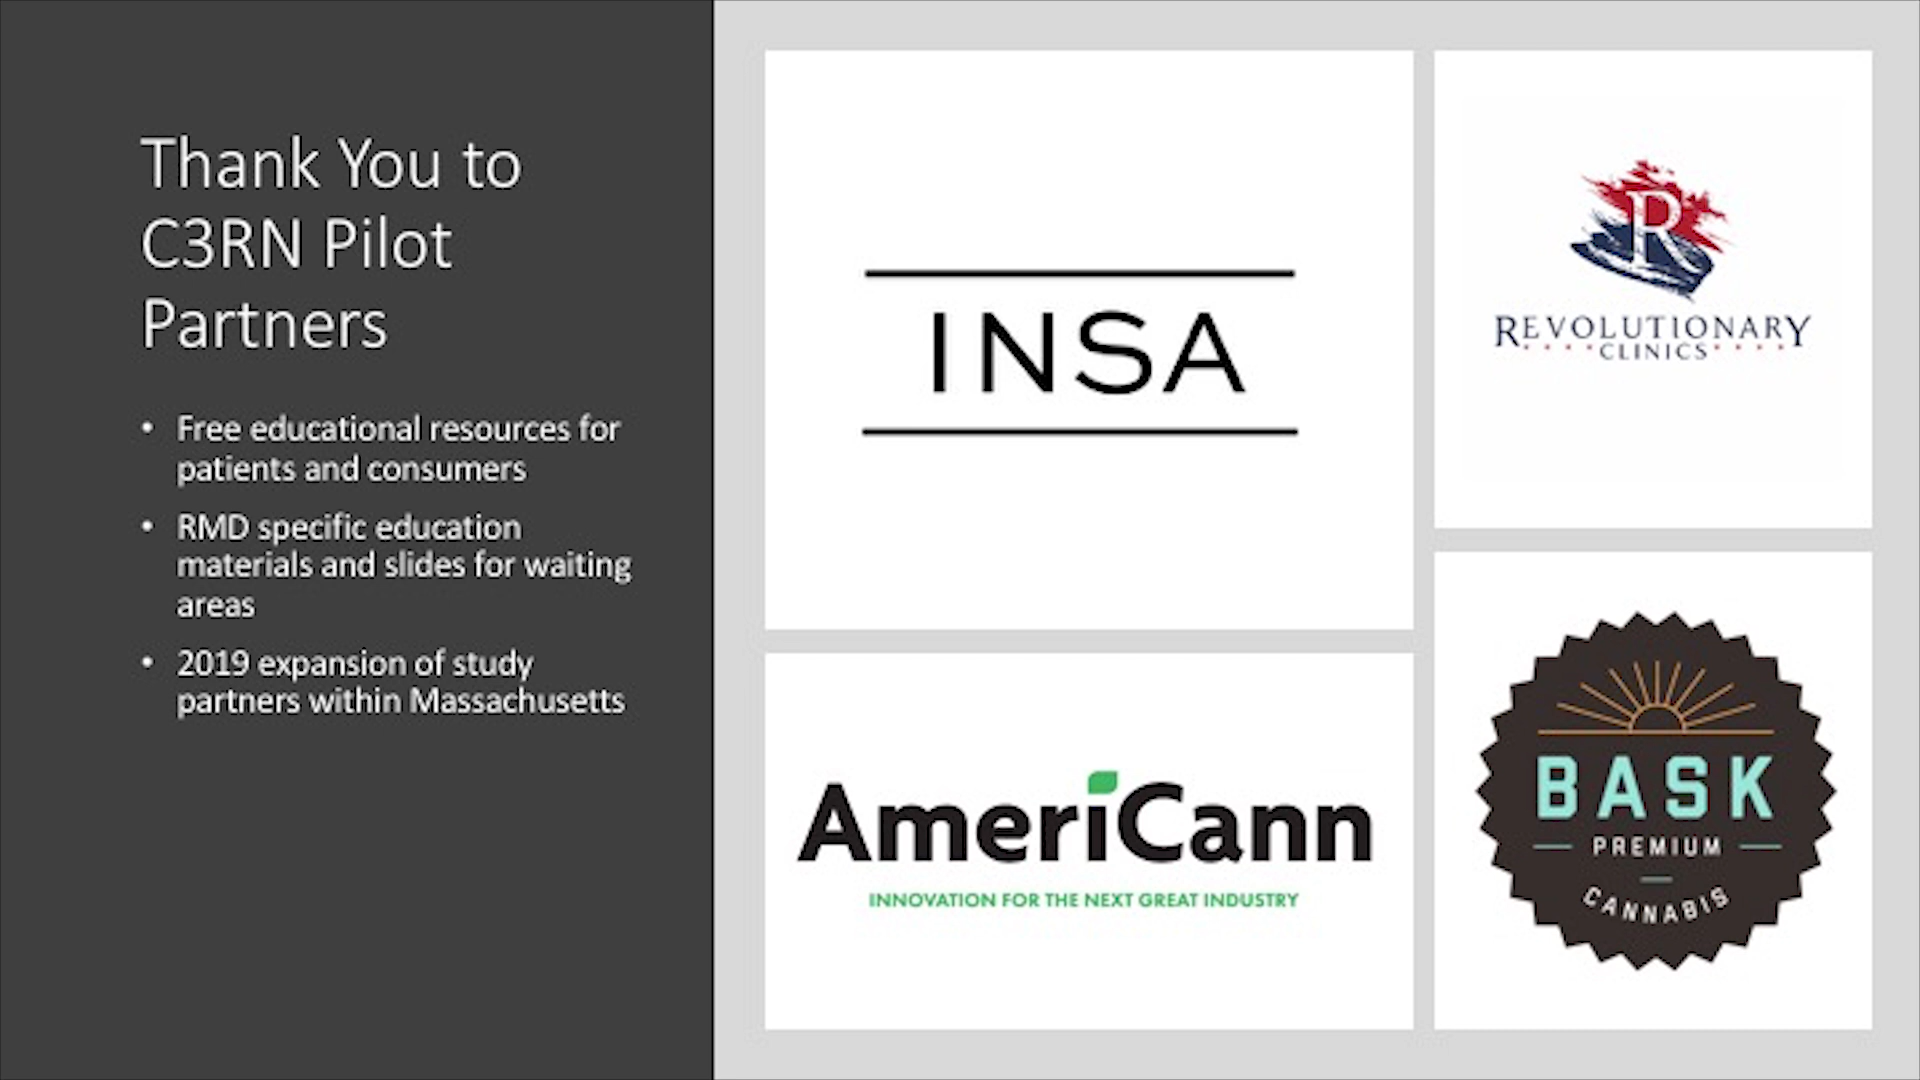 Thank You to
C3RN Pilot
Partners
• Free educational resources for
patients and consumers
• RMD specific education
materials and slides for waiting
areas
• 2019 expansion of study
partners within Massachusetts
INSA
R
REVOLUTIONARY
CLINICS
AmeriCann
INNOVATION FOR THE NEXT GREAT INDUSTRY
BASK
PREMIUM
CANNABIS